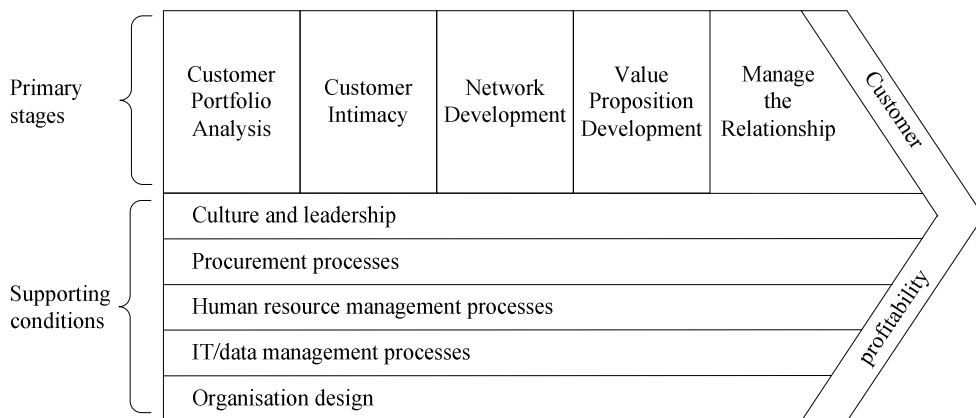 Primary
stages
Customer
Portfolio
Analysis
Customer
Intimacy
Network
Development
Value
Proposition
Development
Manage
the
Relationship
Customer
Supporting
conditions
Culture and leadership
Procurement processes
Human resource management processes
IT/data management processes
Organisation design
profitability